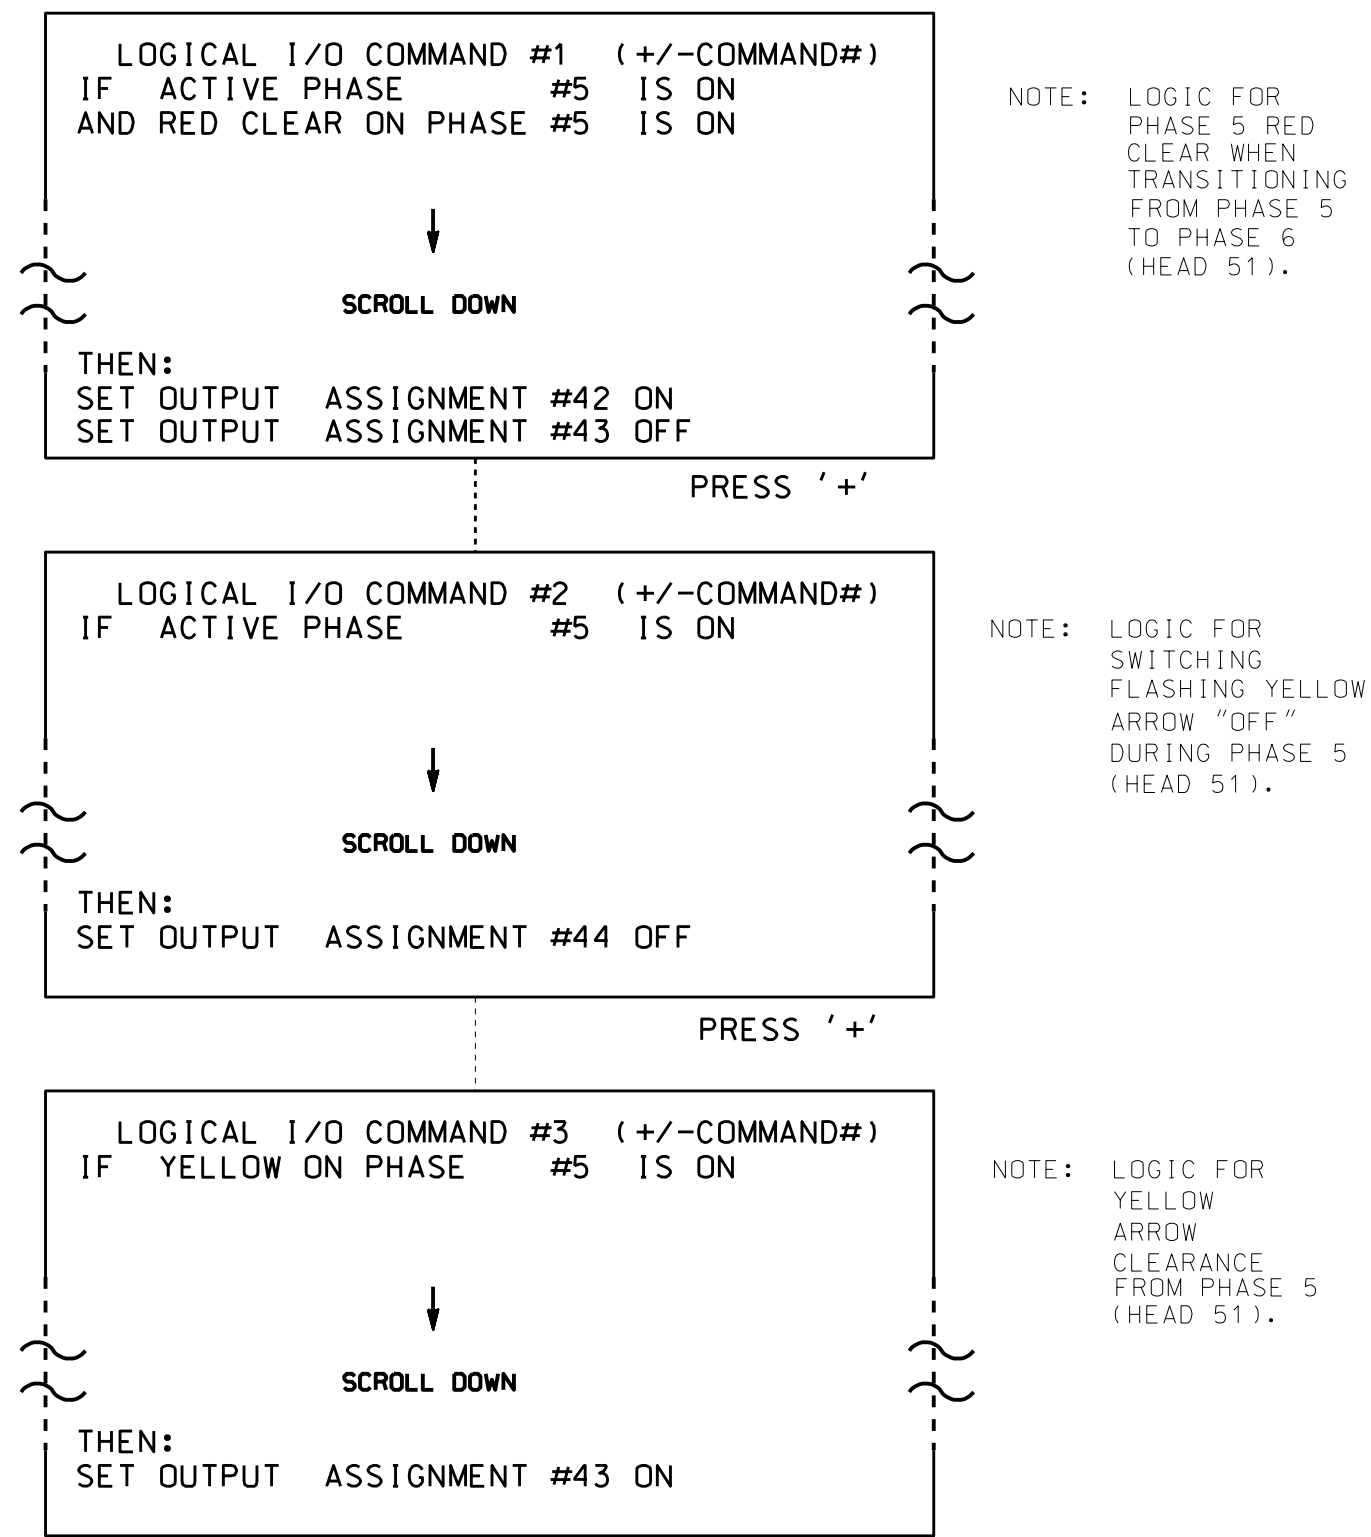 LOGICAL I/O COMMAND #1 (+/-COMMAND#)
IF ACTIVE PHASE #5 IS ON
AND RED CLEAR ON PHASE #5 IS ON
SCROLL DOWN
THEN:
SET OUTPUT ASSIGNMENT #42 ON
SET OUTPUT ASSIGNMENT #43 OFF
NOTE: LOGIC FOR
PHASE 5 RED
CLEAR WHEN
TRANSITIONING
FROM PHASE 5
TO PHASE 6
(HEAD 51).
PRESS '+'
LOGICAL I/O COMMAND #2 (+/-COMMAND#)
IF ACTIVE PHASE #5 IS ON
SCROLL DOWN
THEN:
SET OUTPUT ASSIGNMENT #44 OFF
NOTE: LOGIC FOR
SWITCHING
FLASHING YELLOW
ARROW "OFF"
DURING PHASE 5
(HEAD 51).
PRESS '+'
LOGICAL I/O COMMAND #3 (+/-COMMAND#)
IF YELLOW ON PHASE #5 IS ON
SCROLL DOWN
THEN:
SET OUTPUT ASSIGNMENT #43 ON
NOTE: LOGIC FOR
YELLOW
ARROW
CLEARANCE
FROM PHASE 5
(HEAD 51).